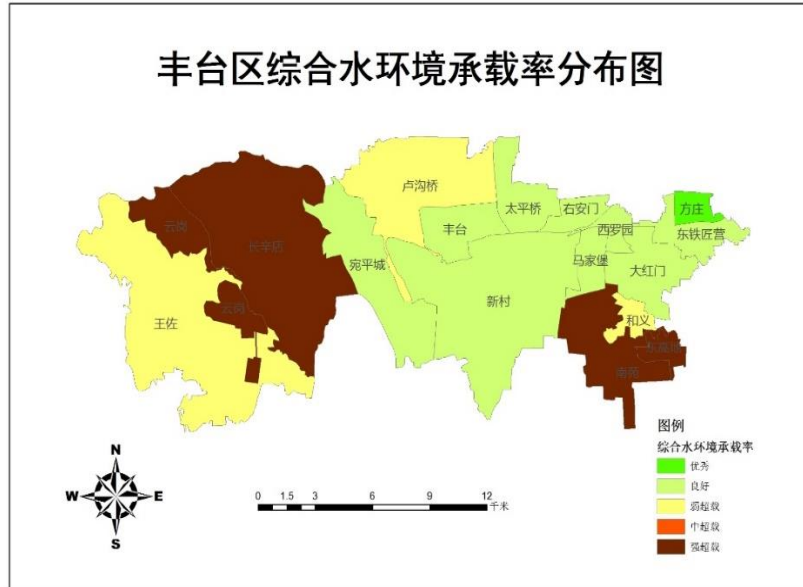 丰台区综合水环境承载率分布图
卢沟桥
太平桥
右安门
方庄
云岗
长辛店
丰台
西罗园
东铁匠营
宛平城
马家堡
大红门
王佐
云岗
新村
和义
东高地
南苑
图例
综合水环境承载率
优秀
良好
弱超载
中超载
强超载
N
W
E
S
0 1.5 3 6 9 12
千米